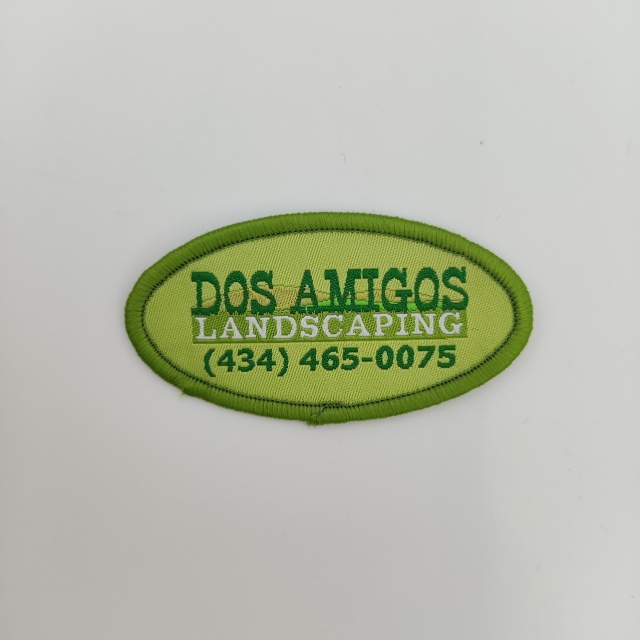 DOS AMIGOS
LANDSCAPING
(434) 465-0075